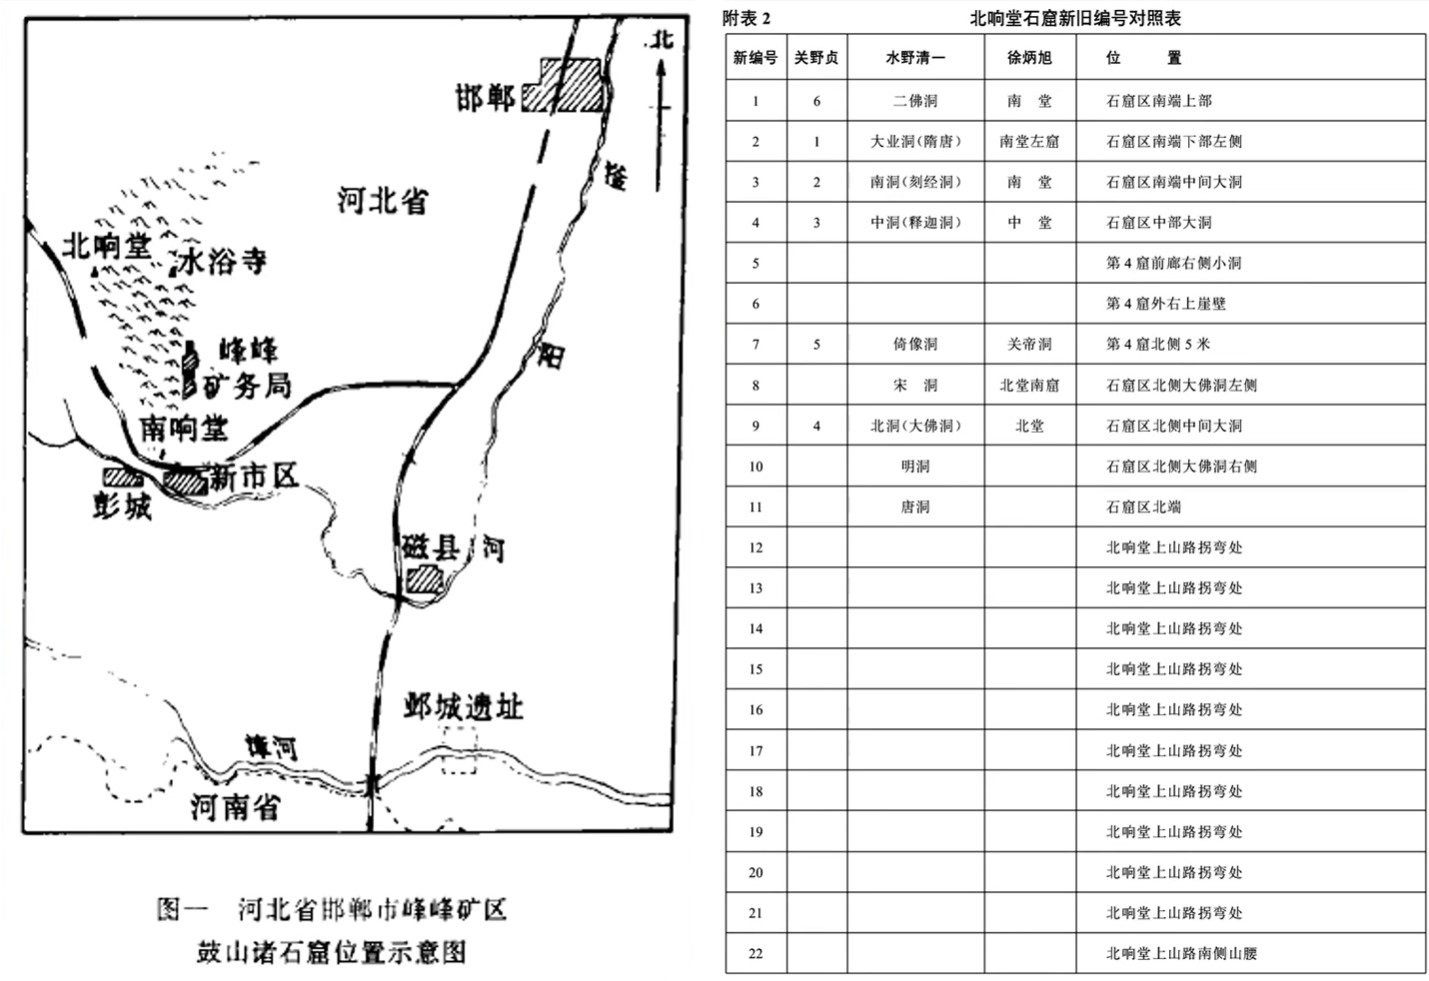 北
邯郸
滏
河北省
北响堂
水浴寺
阳
峰峰
矿务局
南响堂
新市区
彭城
磁县
河
邺城遗址
漳河
河南省
图一 河北省邯郸市峰峰矿区
鼓山诸石窟位置示意图
附表 2 北响堂石窟新旧编号对照表
新编号 关野贞 水野清一 徐炳旭 位 置
1 6 二佛洞 南 堂 石窟区南端上部
2 1 大业洞(隋唐) 南堂左窟 石窟区南端下部左侧
3 2 南洞(刻经洞) 南 堂 石窟区南端中间大洞
4 3 中洞(释迦洞) 中 堂 石窟区中部大洞
5 第 4 窟前廊右侧小洞
6 第 4 窟外右上崖壁
7 5 倚像洞 关帝洞 第 4 窟北侧 5 米
8 宋 洞 北堂南窟 石窟区北侧大佛洞左侧
9 4 北洞(大佛洞) 北堂 石窟区北侧中间大洞
10 明洞 石窟区北侧大佛洞右侧
11 唐洞 石窟区北端
12 北响堂上山路拐弯处
13 北响堂上山路拐弯处
14 北响堂上山路拐弯处
15 北响堂上山路拐弯处
16 北响堂上山路拐弯处
17 北响堂上山路拐弯处
18 北响堂上山路拐弯处
19 北响堂上山路拐弯处
20 北响堂上山路拐弯处
21 北响堂上山路拐弯处
22 北响堂上山路南侧山腰